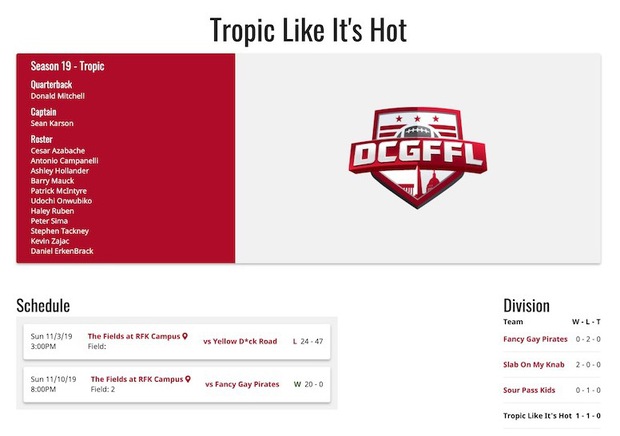 Tropic Like It's Hot
Season 19 - Tropic
Quarterback
Donald Mitchell
Captain
Sean Karson
Roster
Cesar Azabache
Antonio Campanelli
Ashley Hollander
Barry Mauck
Patrick McIntyre
Udochi Onwubiko
Haley Ruben
Peter Sima
Stephen Tackney
Kevin Zajac
Daniel ErkenBrack
DCGFFL
Schedule
Sun 11/3/19 The Fields at RFK Campus vs Yellow D*ck Road L 24 - 47
3:00PM Field:
Sun 11/10/19 The Fields at RFK Campus vs Fancy Gay Pirates W 20 - 0
8:00PM Field: 2
Division
Team W - L - T
Fancy Gay Pirates 0 - 2 - 0
Slab On My Knab 2 - 0 - 0
Sour Pass Kids 0 - 1 - 0
Tropic Like It's Hot 1 - 1 - 0